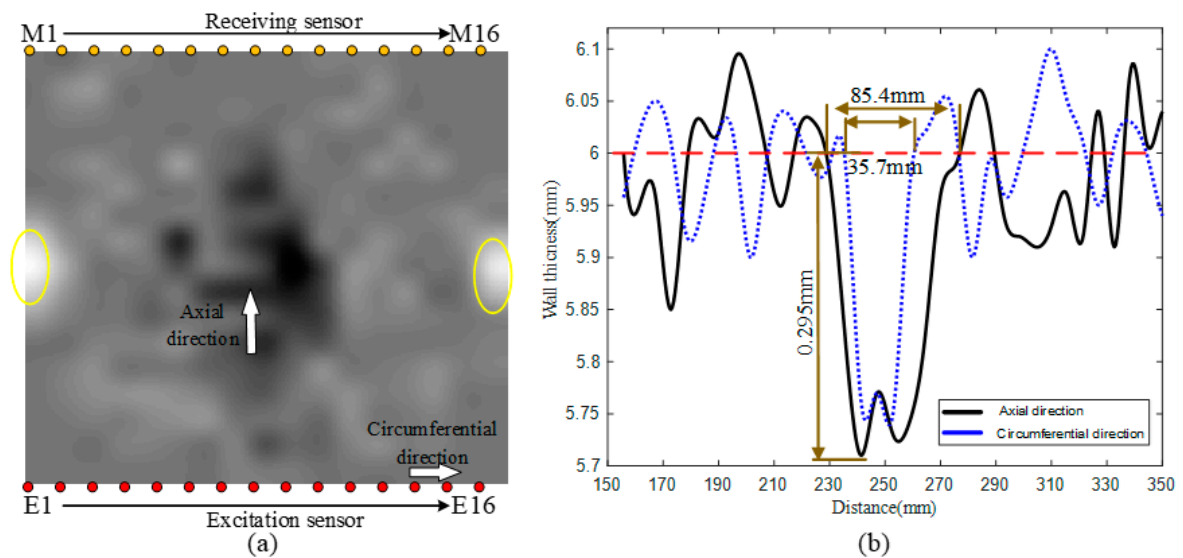 Receiving sensor
M1 M16
Axial
direction
Circumferential
direction
E1 E16
Excitation sensor
(a)
6.1
6.05
6
5.95
5.9
5.8
5.75
5.7
Wall thicness(mm)
85.4mm
35.7mm
0.295mm
Axial direction
Circumferential direction
150 170 190 210 230 250 270 290 310 330 350
Distance(mm)
(b)